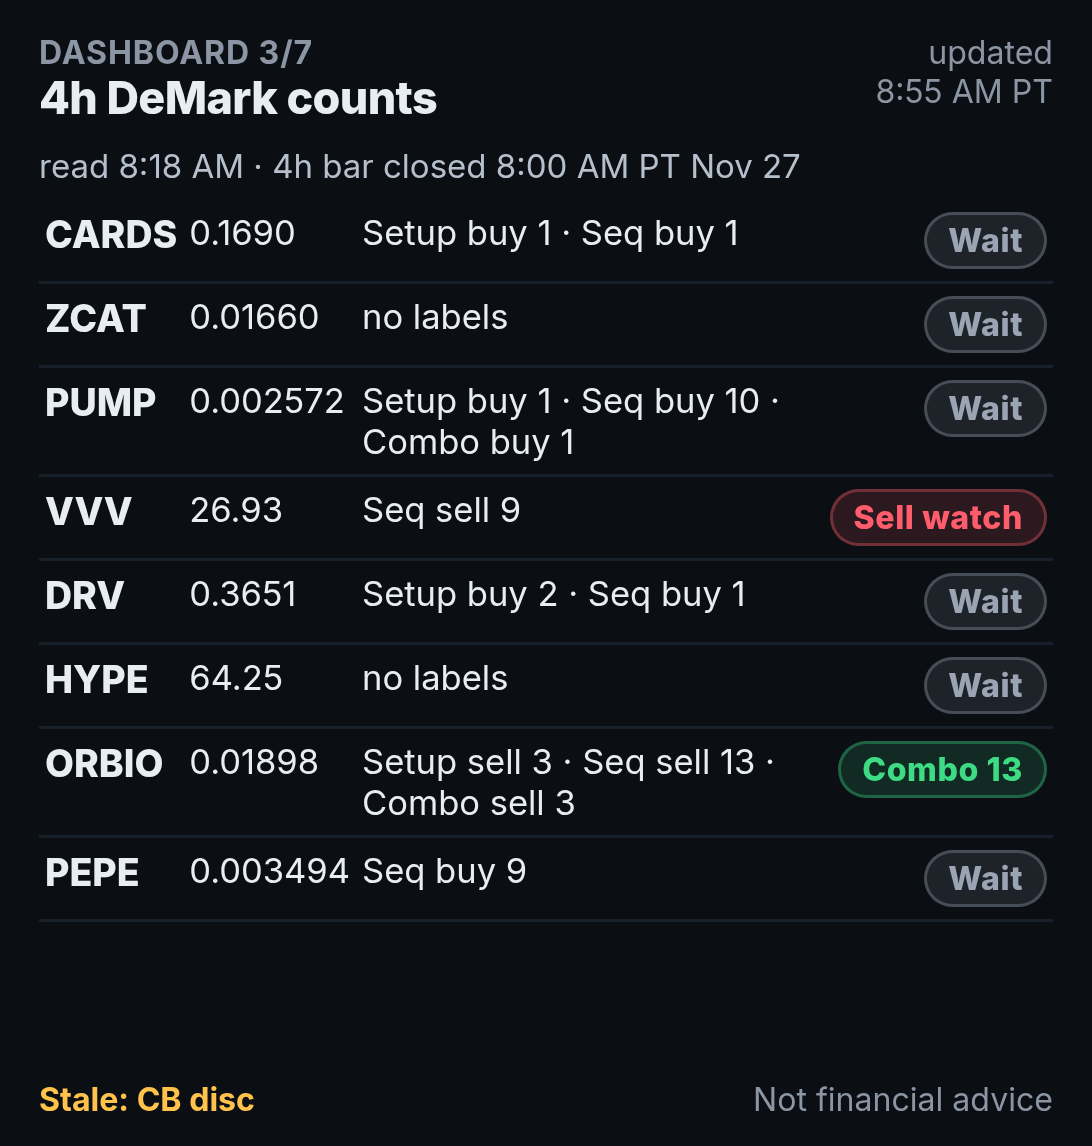 DASHBOARD 3/7
updated
4h DeMark counts
8:55 AM PT
read 8:18 AM · 4h bar closed 8:00 AM PT Nov 27
CARDS 0.1690 Setup buy 1 · Seq buy 1 Wait
ZCAT 0.01660 no labels Wait
PUMP 0.002572 Setup buy 1 · Seq buy 10 · Wait
Combo buy 1
VVV 26.93 Seq sell 9 Sell watch
DRV 0.3651 Setup buy 2 · Seq buy 1 Wait
HYPE 64.25 no labels Wait
ORBIO 0.01898 Setup sell 3 · Seq sell 13 · Combo 13
Combo sell 3
PEPE 0.003494 Seq buy 9 Wait
Stale: CB disc Not financial advice